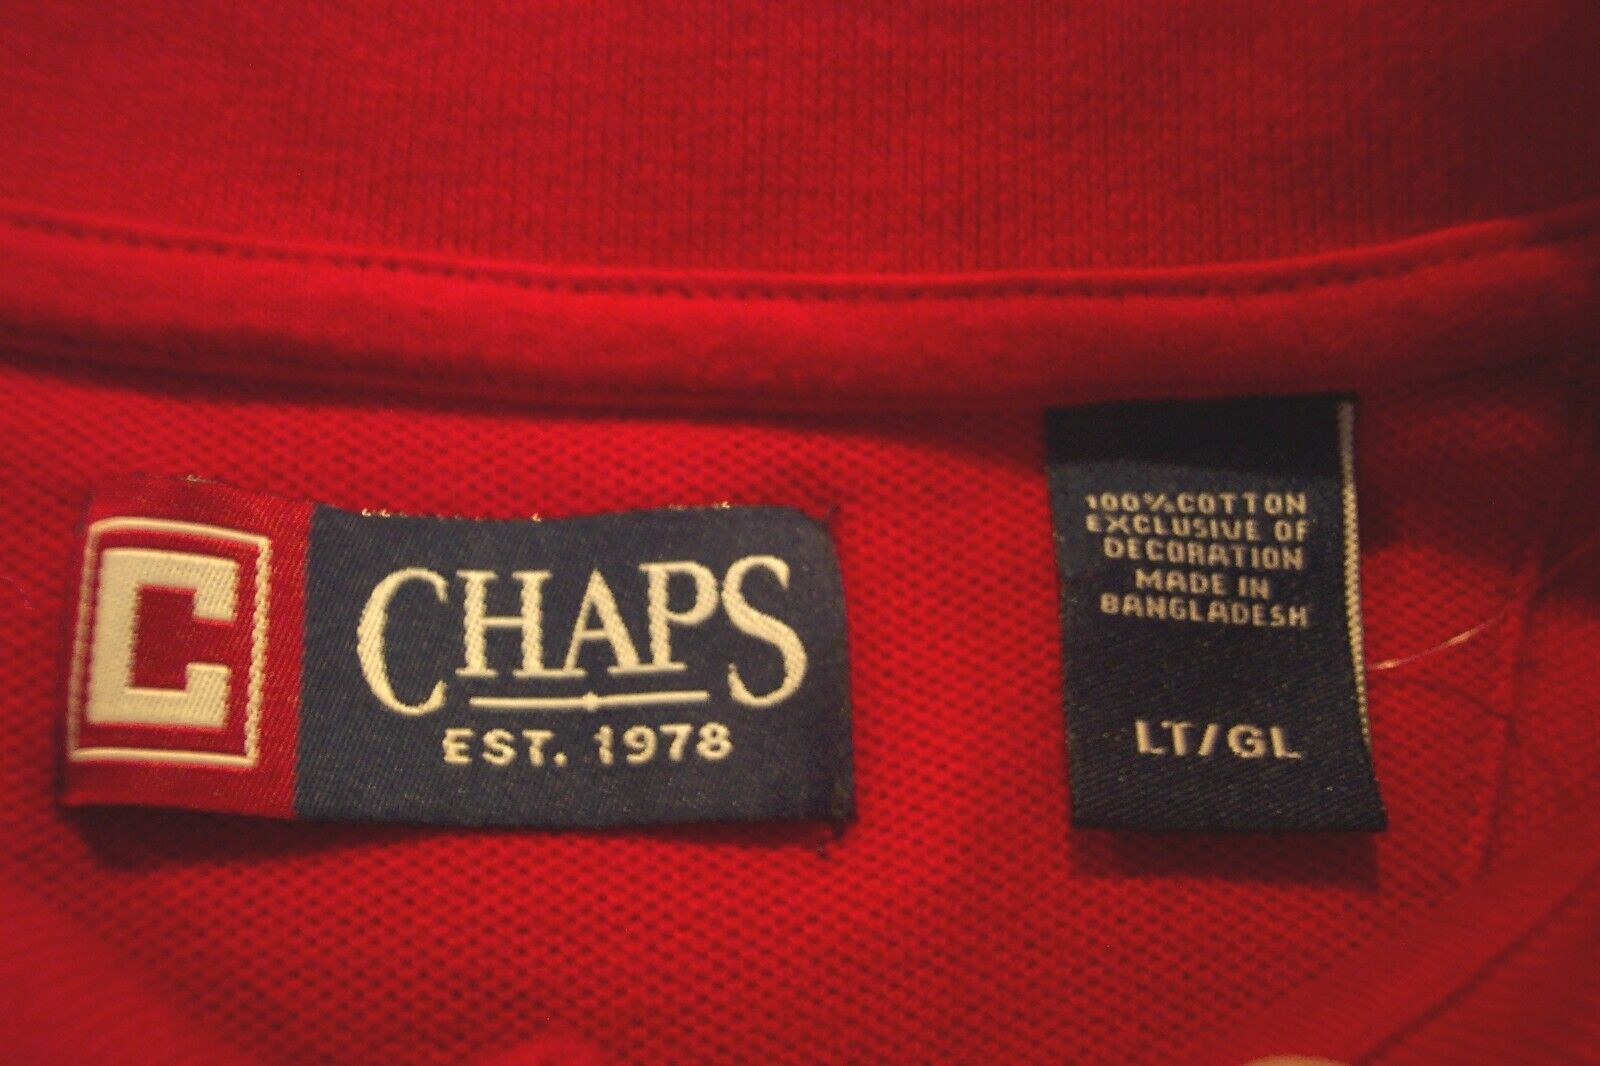 C
CHAPS
EST. 1978
100% COTTON
EXCLUSIVE OF
DECORATION
MADE IN
BANGLADESH
LT/GL